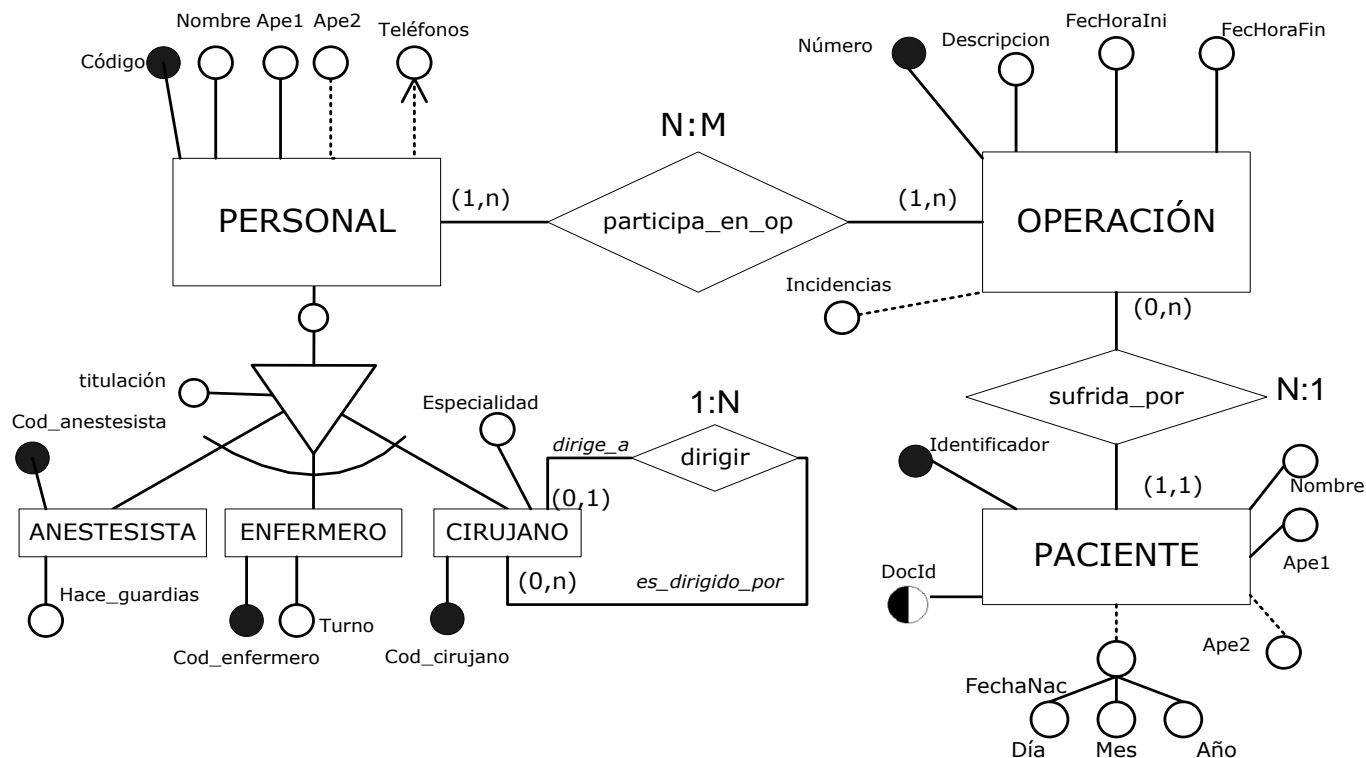 Nombre Ape1 Ape2
Teléfonos
Código
FecHoraIni
FecHoraFin
Número
Descripcion
N:M
PERSONAL
(1,n)
participa_en_op
(1,n)
OPERACIÓN
Incidencias
(0,n)
titulación
Cod_anestesista
Especialidad
1:N
dirige_a
dirigir
sufrida_por
N:1
Identificador
(0,1)
(1,1)
Nombre
ANESTESISTA
ENFERMERO
CIRUJANO
PACIENTE
Ape1
DocId
(0,n)
es_dirigido_por
Hace_guardias
Turno
Cod_enfermero
Cod_cirujano
Ape2
FechaNac
Día
Mes
Año